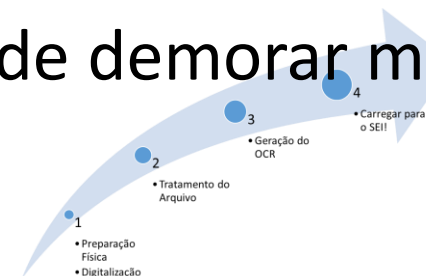 de demorar m
4
• Carregar para
o SEI!
3
• Geração do
OCR
2
• Tratamento do
Arquivo
1
• Preparação
Física
• Digitalização